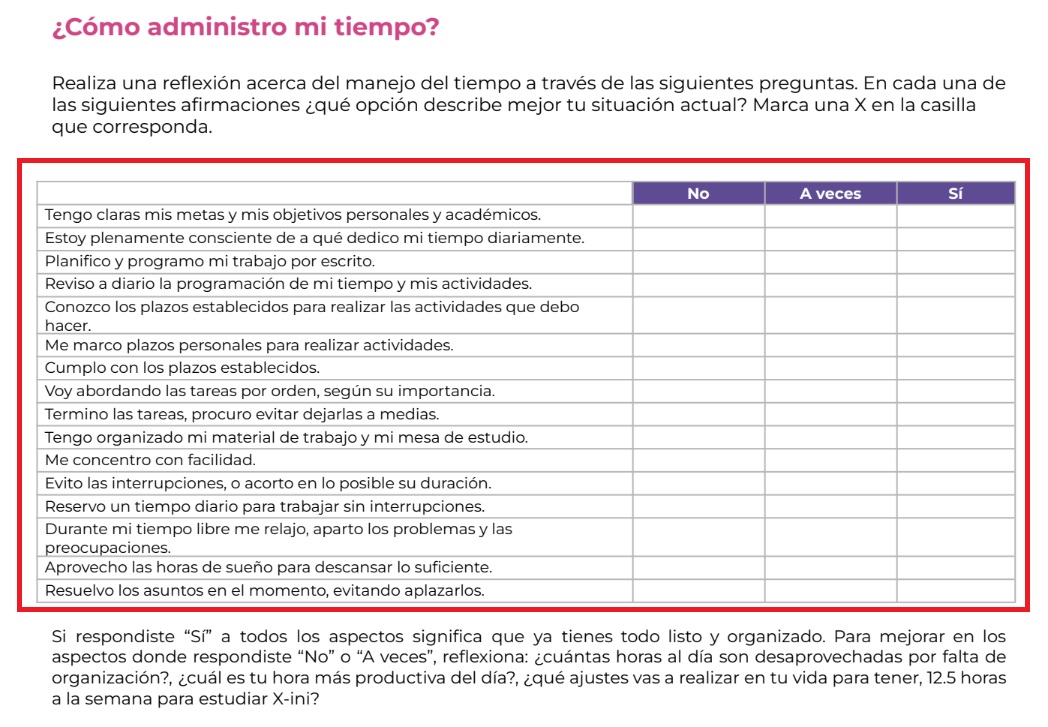 ¿Cómo administro mi tiempo?
Realiza una reflexión acerca del manejo del tiempo a través de las siguientes preguntas. En cada una de
las siguientes afirmaciones ¿qué opción describe mejor tu situación actual? Marca una X en la casilla
que corresponda.
No A veces Sí
Tengo claras mis metas y mis objetivos personales y académicos.
Estoy plenamente consciente de a qué dedico mi tiempo diariamente.
Planifico y programo mi trabajo por escrito.
Reviso a diario la programación de mi tiempo y mis actividades.
Conozco los plazos establecidos para realizar las actividades que debo
hacer.
Me marco plazos personales para realizar actividades.
Cumplo con los plazos establecidos.
Voy abordando las tareas por orden, según su importancia.
Termino las tareas, procuro evitar dejarlas a medias.
Tengo organizado mi material de trabajo y mi mesa de estudio.
Me concentro con facilidad.
Evito las interrupciones, o acorto en lo posible su duración.
Reservo un tiempo diario para trabajar sin interrupciones.
Durante mi tiempo libre me relajo, aparto los problemas y las
preocupaciones.
Aprovecho las horas de sueño para descansar lo suficiente.
Resuelvo los asuntos en el momento, evitando aplazarlos.
Si respondiste “Sí” a todos los aspectos significa que ya tienes todo listo y organizado. Para mejorar en los
aspectos donde respondiste “No” o “A veces”, reflexiona: ¿cuántas horas al día son desaprovechadas por falta de
organización?, ¿cuál es tu hora más productiva del día?, ¿qué ajustes vas a realizar en tu vida para tener, 12.5 horas
a la semana para estudiar X-ini?